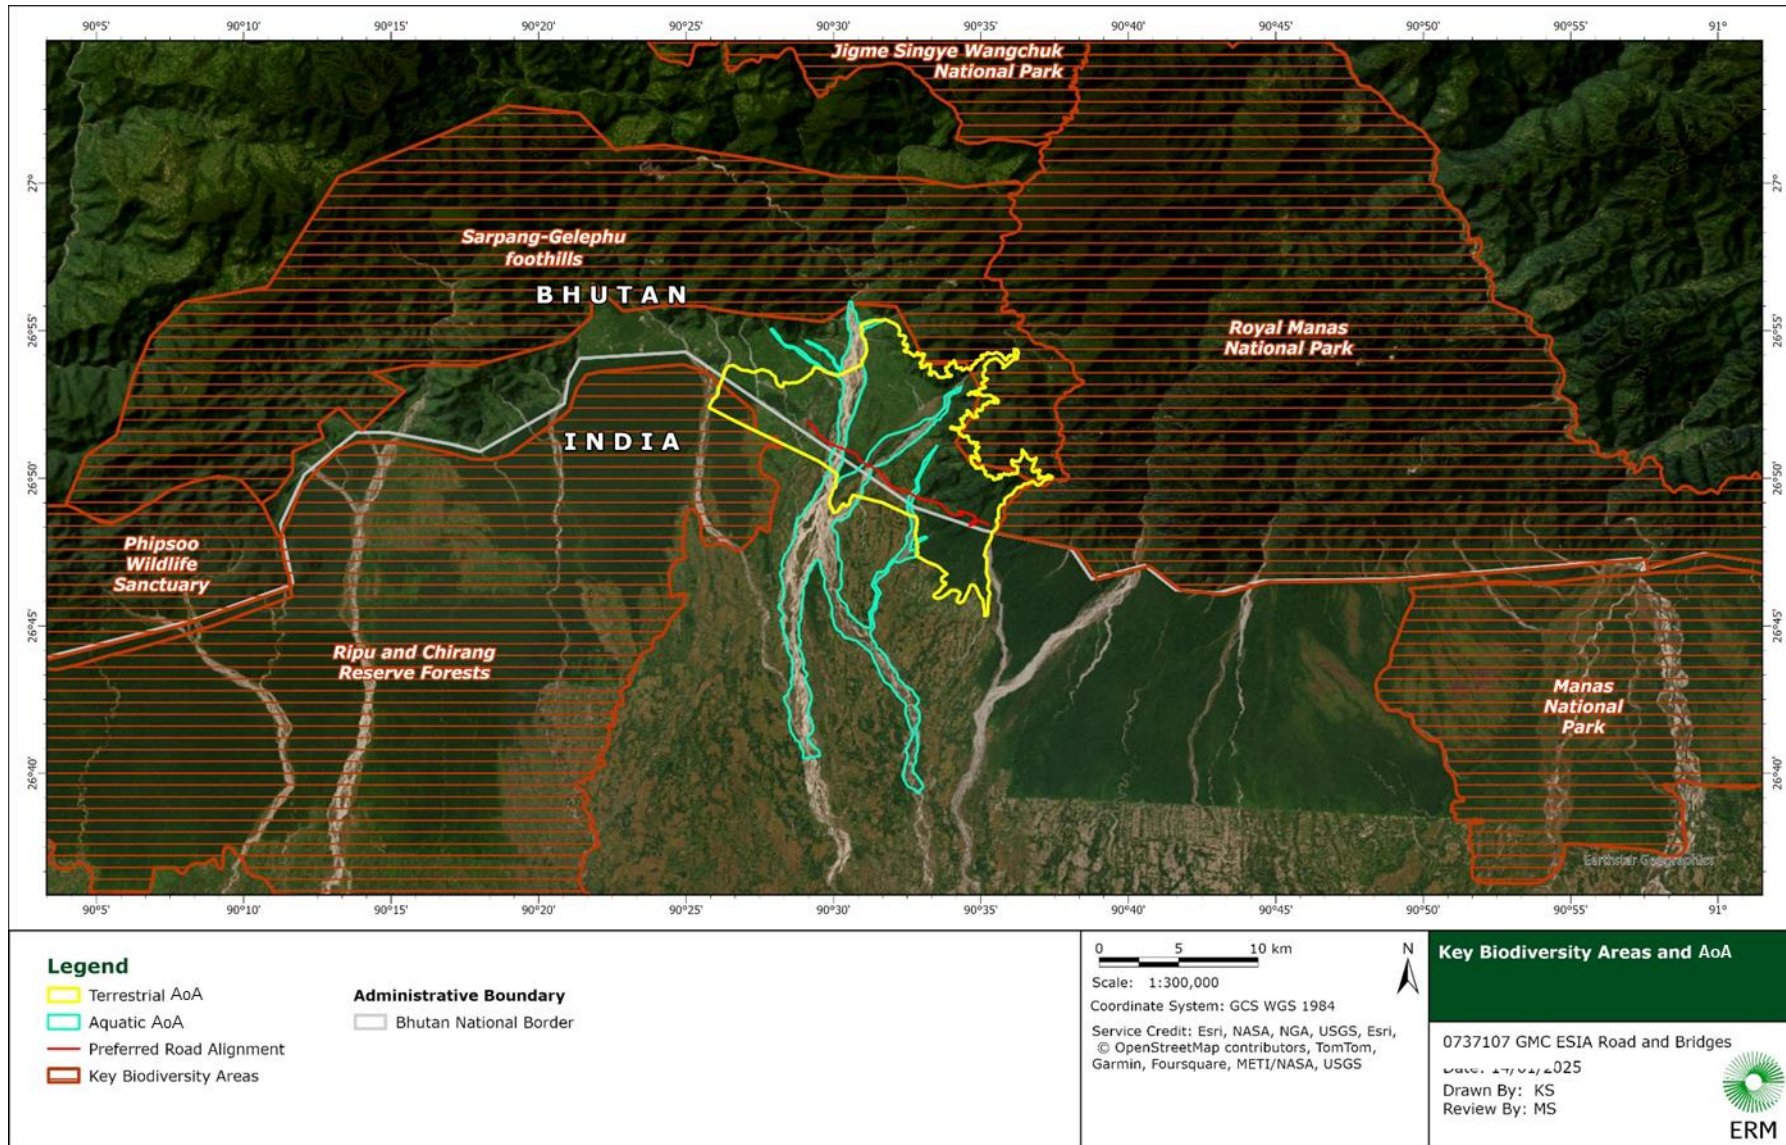 90°5'
90°10'
90°15'
90°20'
90°25'
90°30'
90°35'
90°40'
90°45'
90°50'
90°55'
91°
Jigme Singye Wangchuk
National Park
27°
27°
Sarpang-Gelephu
foothills
BHUTAN
26°55'
26°55'
Royal Manas
National Park
INDIA
26°50'
26°50'
Phipsoo
Wildlife
Sanctuary
26°45'
26°45'
Ripu and Chirang
Reserve Forests
Manas
National
Park
26°40'
26°40'
Earthstar Geographics
90°5'
90°10'
90°15'
90°20'
90°25'
90°30'
90°35'
90°40'
90°45'
90°50'
90°55'
91°
Legend
Terrestrial AoA
Aquatic AoA
Preferred Road Alignment
Key Biodiversity Areas
Administrative Boundary
Bhutan National Border
0 5 10 km
N
Scale: 1:300,000
Coordinate System: GCS WGS 1984
Service Credit: Esri, NASA, NGA, USGS, Esri,
© OpenStreetMap contributors, TomTom,
Garmin, Foursquare, METI/NASA, USGS
Key Biodiversity Areas and AoA
0737107 GMC ESIA Road and Bridges
Date: 14/01/2025
Drawn By: KS
Review By: MS
ERM